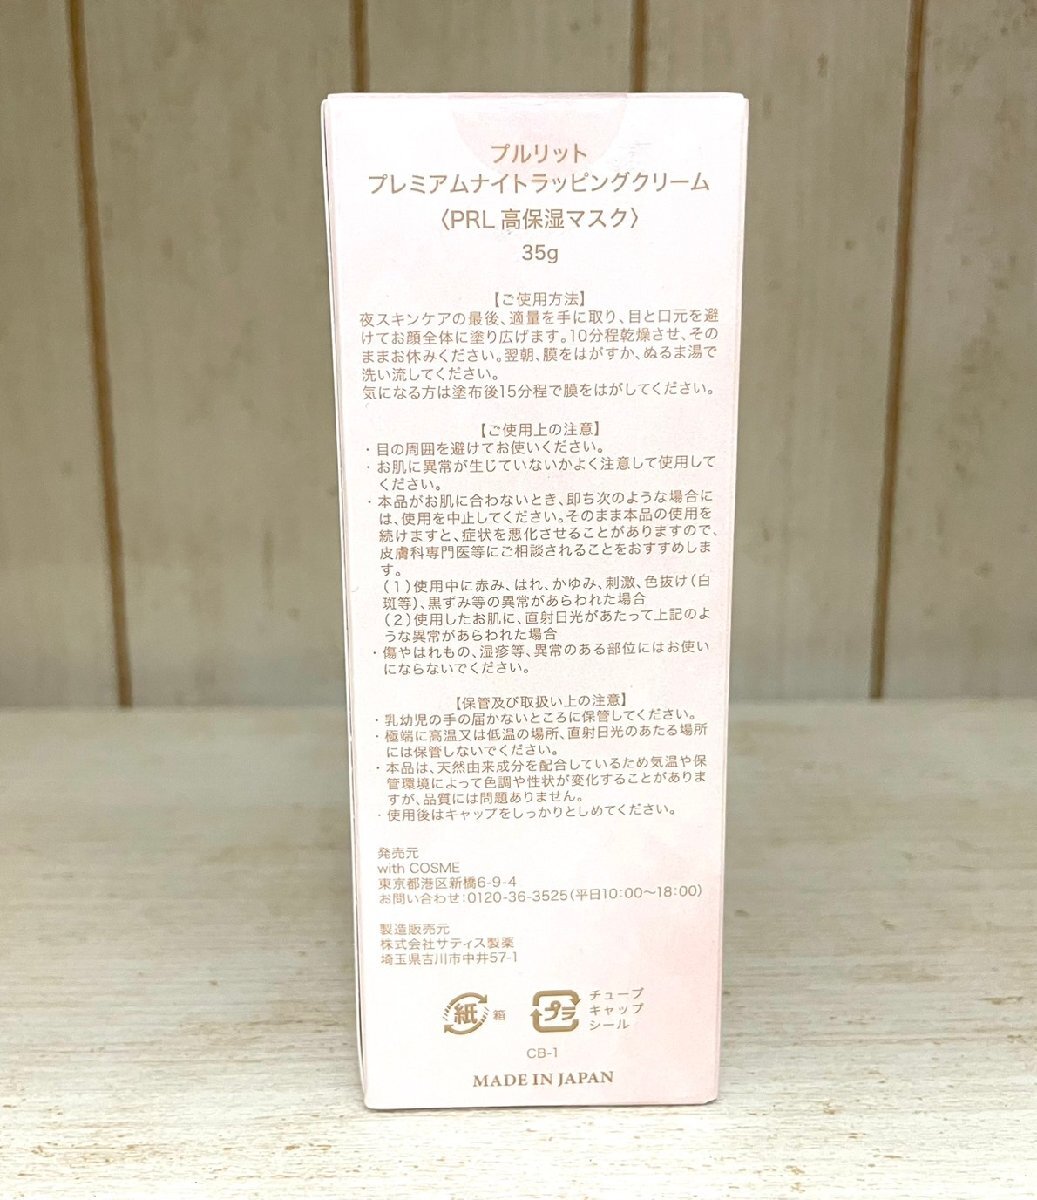 プルリット
プレミアムナイトラッピングクリーム
〈PRL 高保湿マスク〉
35g
【ご使用方法】
夜スキンケアの最後、適量を手に取り、目と口元を避
けてお顔全体に塗り広げます。10分程乾燥させ、その
ままお休みください。翌朝、膜をはがすか、ぬるま湯で
洗い流してください。
気になる方は塗布後15分程で膜をはがしてください。
【ご使用上の注意】
・目の周囲を避けてお使いください。
・お肌に異常が生じていないかよく注意して使用して
ください。
・本品がお肌に合わないとき、即ち次のような場合に
は、使用を中止してください。そのまま本品の使用を
続けますと、症状を悪化させることがありますので、
皮膚科専門医等にご相談されることをおすすめしま
す。
(1)使用中に赤み、はれ、かゆみ、刺激、色抜け(白
斑等)、黒ずみ等の異常があらわれた場合
(2)使用したお肌に、直射日光があたって上記のよ
うな異常があらわれた場合
・傷やはれもの、湿疹等、異常のある部位にはお使い
にならないでください。
【保管及び取扱い上の注意】
・乳幼児の手の届かないところに保管してください。
・極端に高温又は低温の場所、直射日光のあたる場所
には保管しないでください。
・本品は、天然由来成分を配合しているため気温や保
管環境によって色調や性状が変化することがありま
すが、品質には問題ありません。
・使用後はキャップをしっかりとしめてください。
発売元
with COSME
東京都港区新橋6-9-4
お問い合わせ:0120-36-3525(平日10:00〜18:00)
製造販売元
株式会社サティス製薬
埼玉県吉川市中井57-1
紙 箱
プラ チューブ
キャップ
シール
CB-1
MADE IN JAPAN